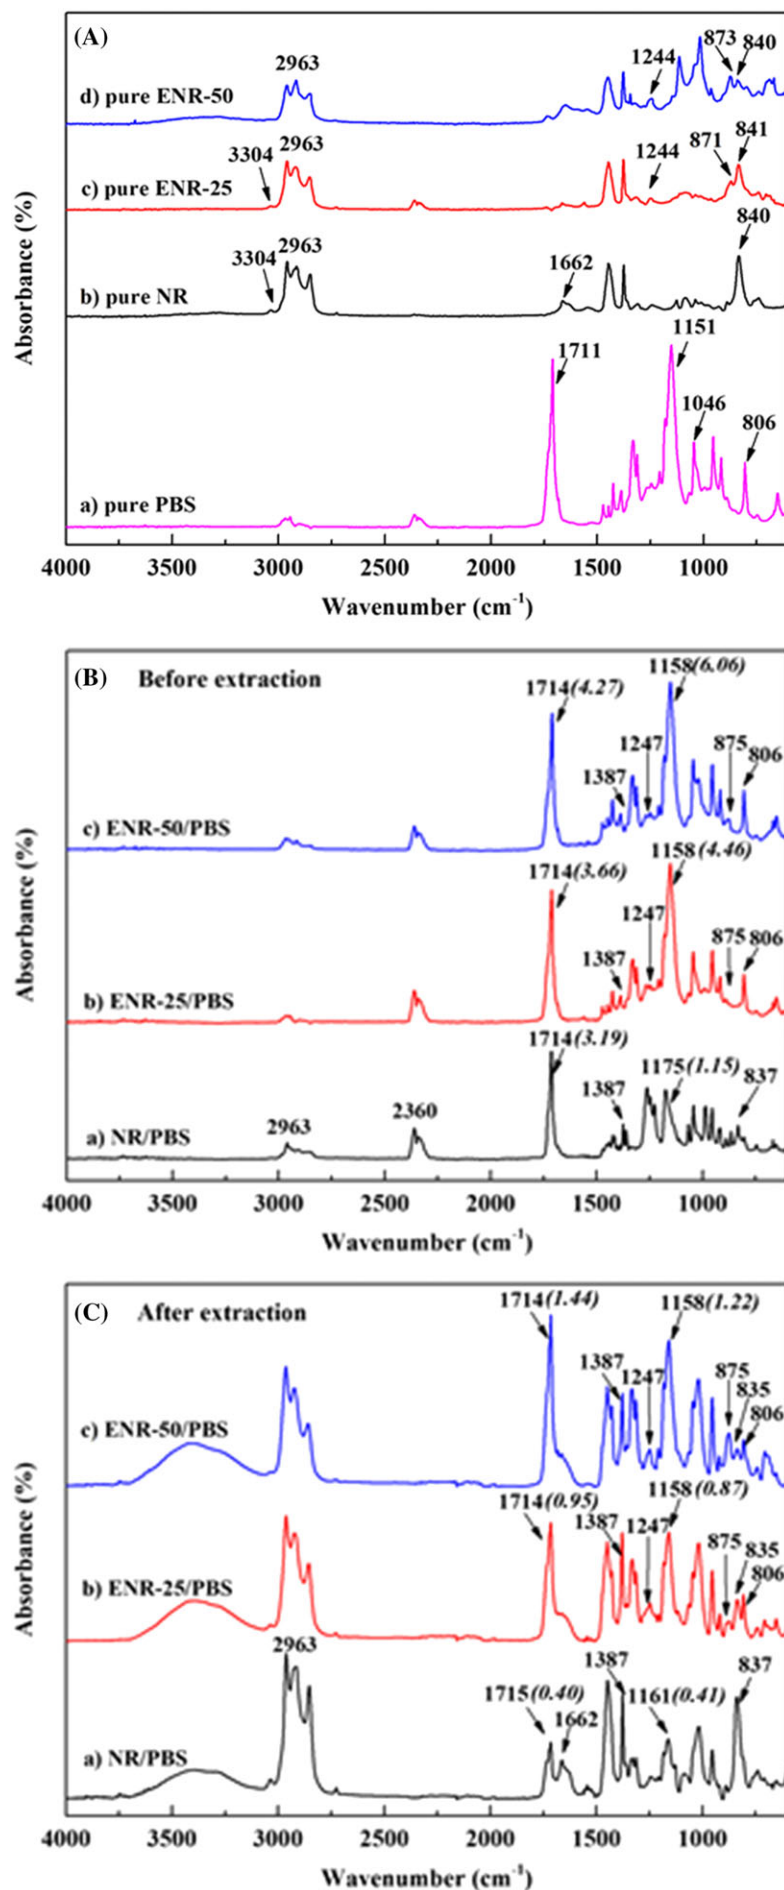 (A)
2963
873 840
1244
d) pure ENR-50
3304 2963
1244 871 841
c) pure ENR-25
3304 2963
1662
840
b) pure NR
1711
1151
1046
806
a) pure PBS
Absorbance (%)
4000 3500 3000 2500 2000 1500 1000
Wavenumber (cm-1)
(B) Before extraction
1714(4.27)
1158(6.06)
1387 1247 875 806
c) ENR-50/PBS
1714(3.66)
1158(4.46)
1387 1247 875 806
b) ENR-25/PBS
1714(3.19)
1387 1175(1.15) 837
2963 2360
a) NR/PBS
Absorbance (%)
4000 3500 3000 2500 2000 1500 1000
Wavenumber (cm-1)
(C) After extraction
1714(1.44) 1158(1.22)
1387 1247 875 835 806
c) ENR-50/PBS
1714(0.95) 1158(0.87)
1387 1247 875 835 806
b) ENR-25/PBS
2963
1387 837
1715(0.40) 1662 1161(0.41)
a) NR/PBS
Absorbance (%)
4000 3500 3000 2500 2000 1500 1000
Wavenumber (cm-1)